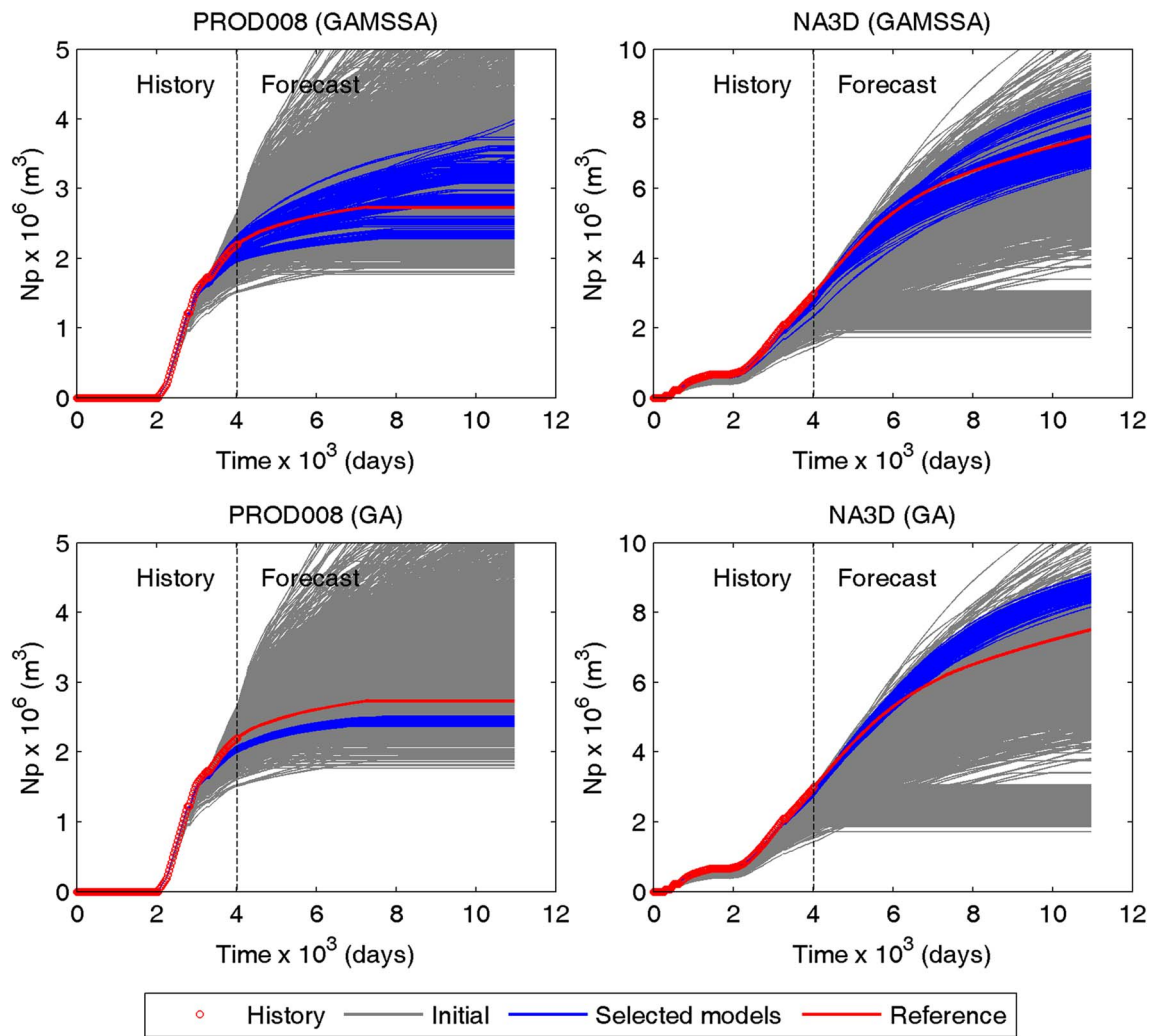 PROD008 (GAMSSA)
NA3D (GAMSSA)
5
4
3
2
1
0
Np x 10^6 (m^3)
History
Forecast
0 2 4 6 8 10 12
Time x 10^3 (days)
10
8
6
4
2
0
Np x 10^6 (m^3)
History
Forecast
0 2 4 6 8 10 12
Time x 10^3 (days)
PROD008 (GA)
NA3D (GA)
5
4
3
2
1
0
Np x 10^6 (m^3)
History
Forecast
0 2 4 6 8 10 12
Time x 10^3 (days)
10
8
6
4
2
0
Np x 10^6 (m^3)
History
Forecast
0 2 4 6 8 10 12
Time x 10^3 (days)
History Initial Selected models Reference